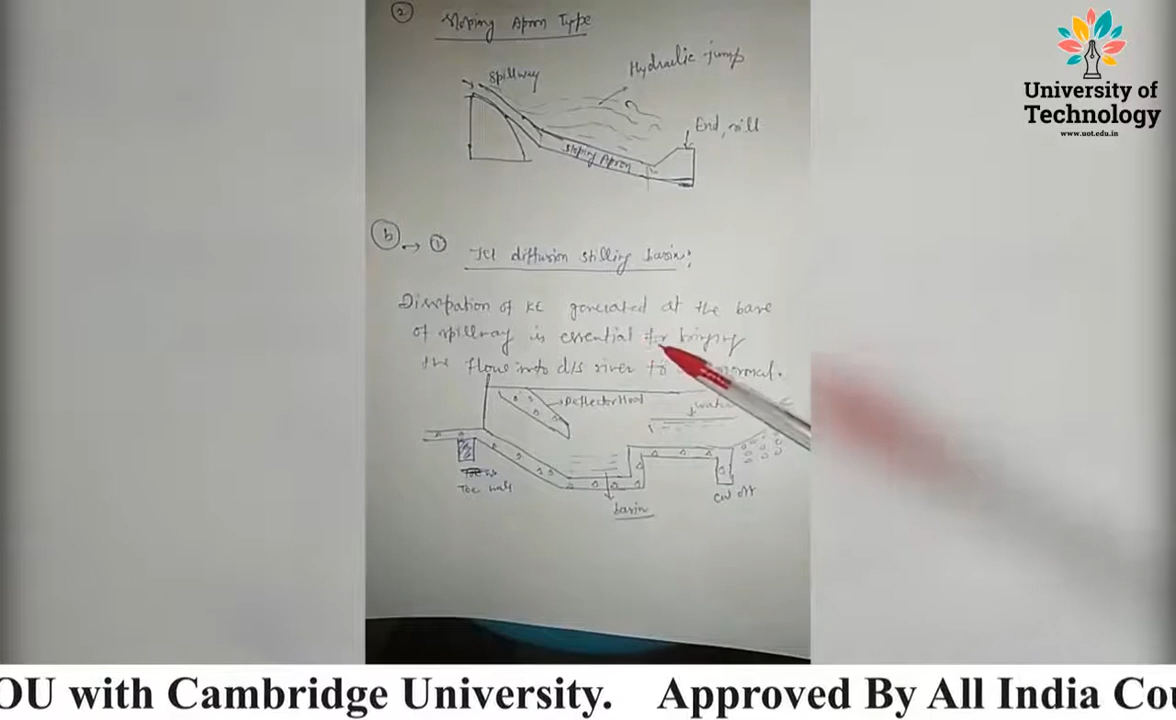 ② Sloping Apron Type
Spillway
Hydraulic jump
End sill
Sloping Apron
University of
Technology
www.uot.edu.in
ⓑ → ① Jet diffusion stilling basin:
Dissipation of KE generated at the base
of spillway is essential for bringing
the flow into d/s river to normal.
Deflector Hood
wat
Toe wall
basin
cut off
OU with Cambridge University. Approved By All India Cou